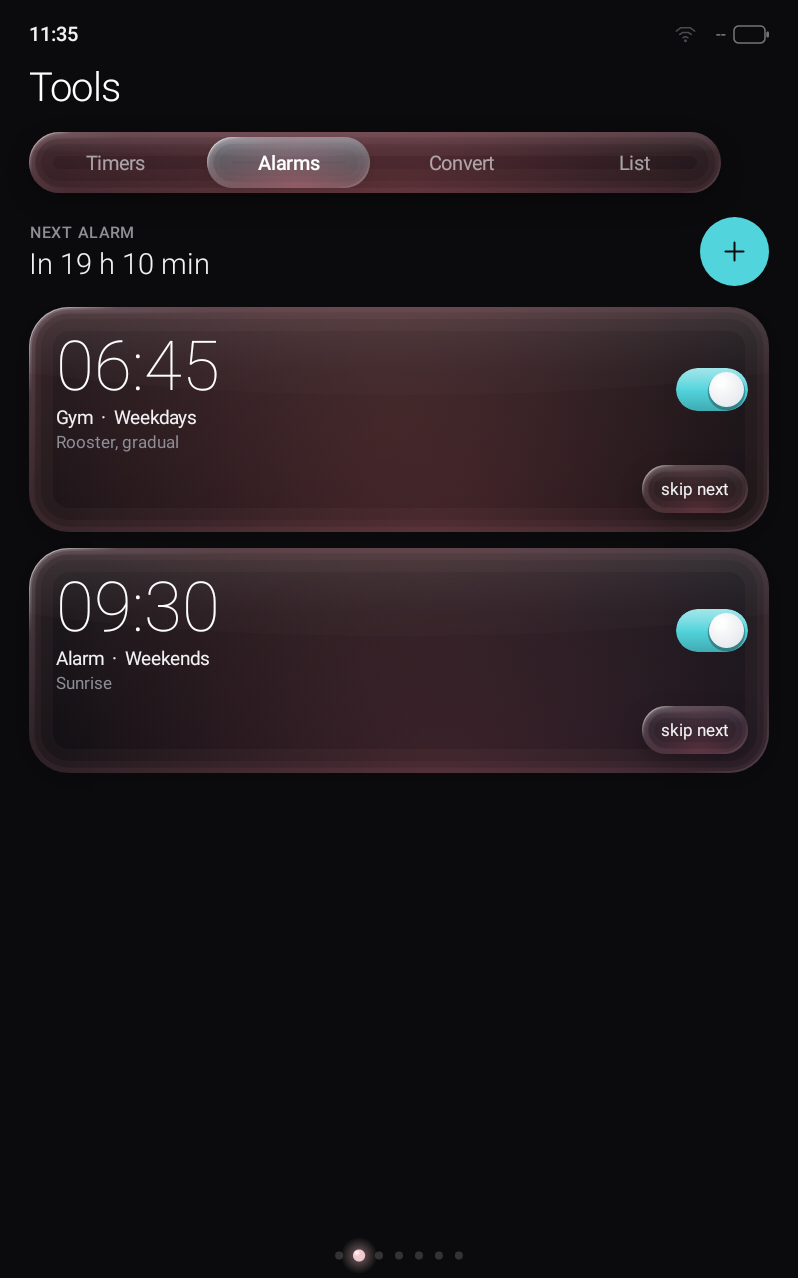 11:35
--
Tools
Timers Alarms Convert List
NEXT ALARM
In 19 h 10 min
+
06:45
Gym · Weekdays
Rooster, gradual
skip next
09:30
Alarm · Weekends
Sunrise
skip next